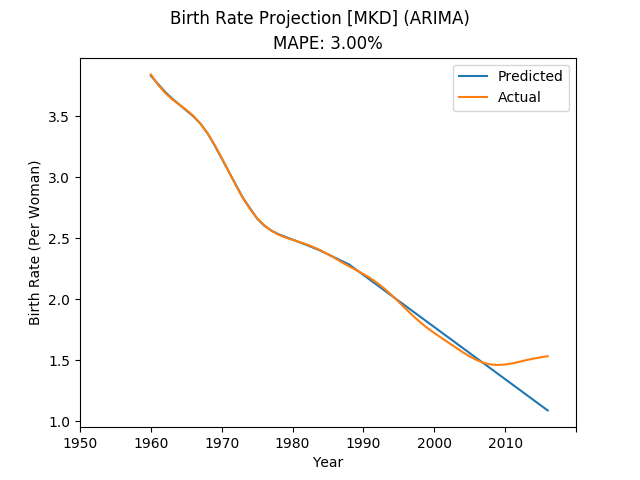 Birth Rate Projection [MKD] (ARIMA)
MAPE: 3.00%
Predicted
Actual
Birth Rate (Per Woman)
3.5
3.0
2.5
2.0
1.5
1.0
1950 1960 1970 1980 1990 2000 2010
Year